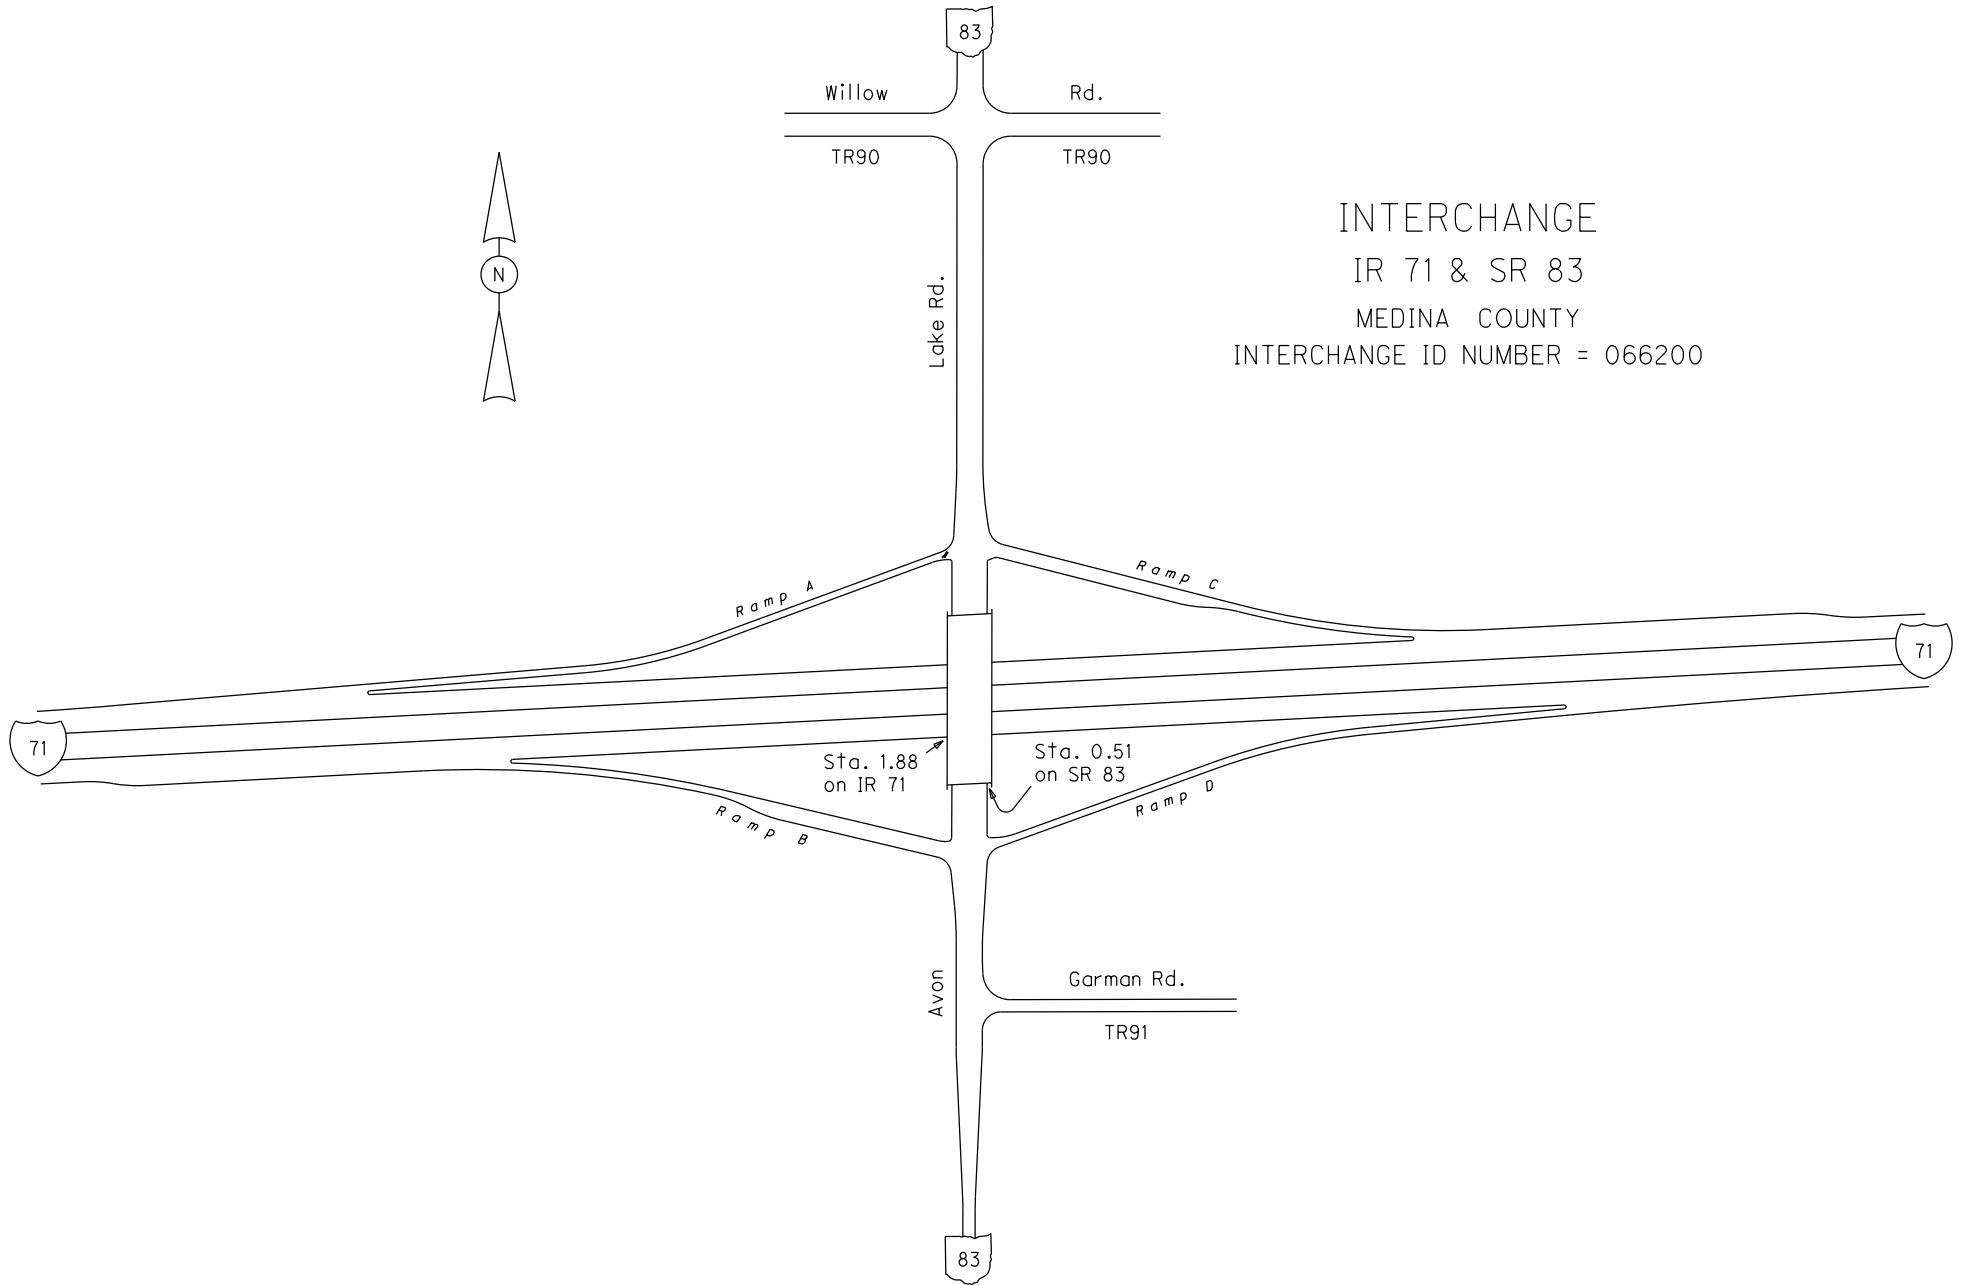 83
Willow Rd.
TR90 TR90
N
INTERCHANGE
IR 71 & SR 83
MEDINA COUNTY
INTERCHANGE ID NUMBER = 066200
Lake Rd.
Ramp A
Ramp C
71
71
Sta. 1.88
on IR 71
Sta. 0.51
on SR 83
Ramp B
Ramp D
Avon
Garman Rd.
TR91
83